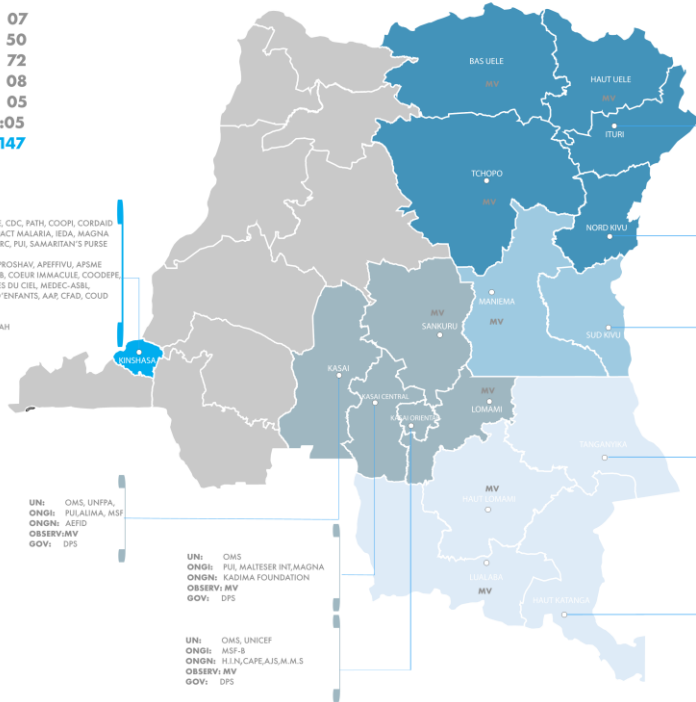 07
50
72
08
05
:05
147
, CDC, PATH, COOPI, CORDAID
ACT MALARIA, IEDA, MAGNA
RC, PUI, SAMARITAN'S PURSE
PROSHAV, APEFFIVU, APSME
B, COEUR IMMACULE, COODEPE,
ES DU CIEL, MEDEC-ASBL,
D'ENFANTS, AAP, CFAD, COUD
AH
KINSHASA
BAS UELE
MV
HAUT UELE
MV
ITURI
TCHOPO
MV
NORD KIVU
MANIEMA
MV
SUD KIVU
MV
SANKURU
KASAI
KASAI CENTRAL
KASAI ORIENTAL
MV
LOMAMI
TANGANYIKA
MV
HAUT LOMAMI
LUALABA
MV
HAUT KATANGA
UN: OMS, UNFPA,
ONGI: PUI,ALIMA, MSF
ONGN: AEFID
OBSERV:MV
GOV: DPS
UN: OMS
ONGI: PUI, MALTESER INT,MAGNA
ONGN: KADIMA FOUNDATION
OBSERV: MV
GOV: DPS
UN: OMS, UNICEF
ONGI: MSF-B
ONGN: H.I.N,CAPE,AJS,M.M.S
OBSERV: MV
GOV: DPS